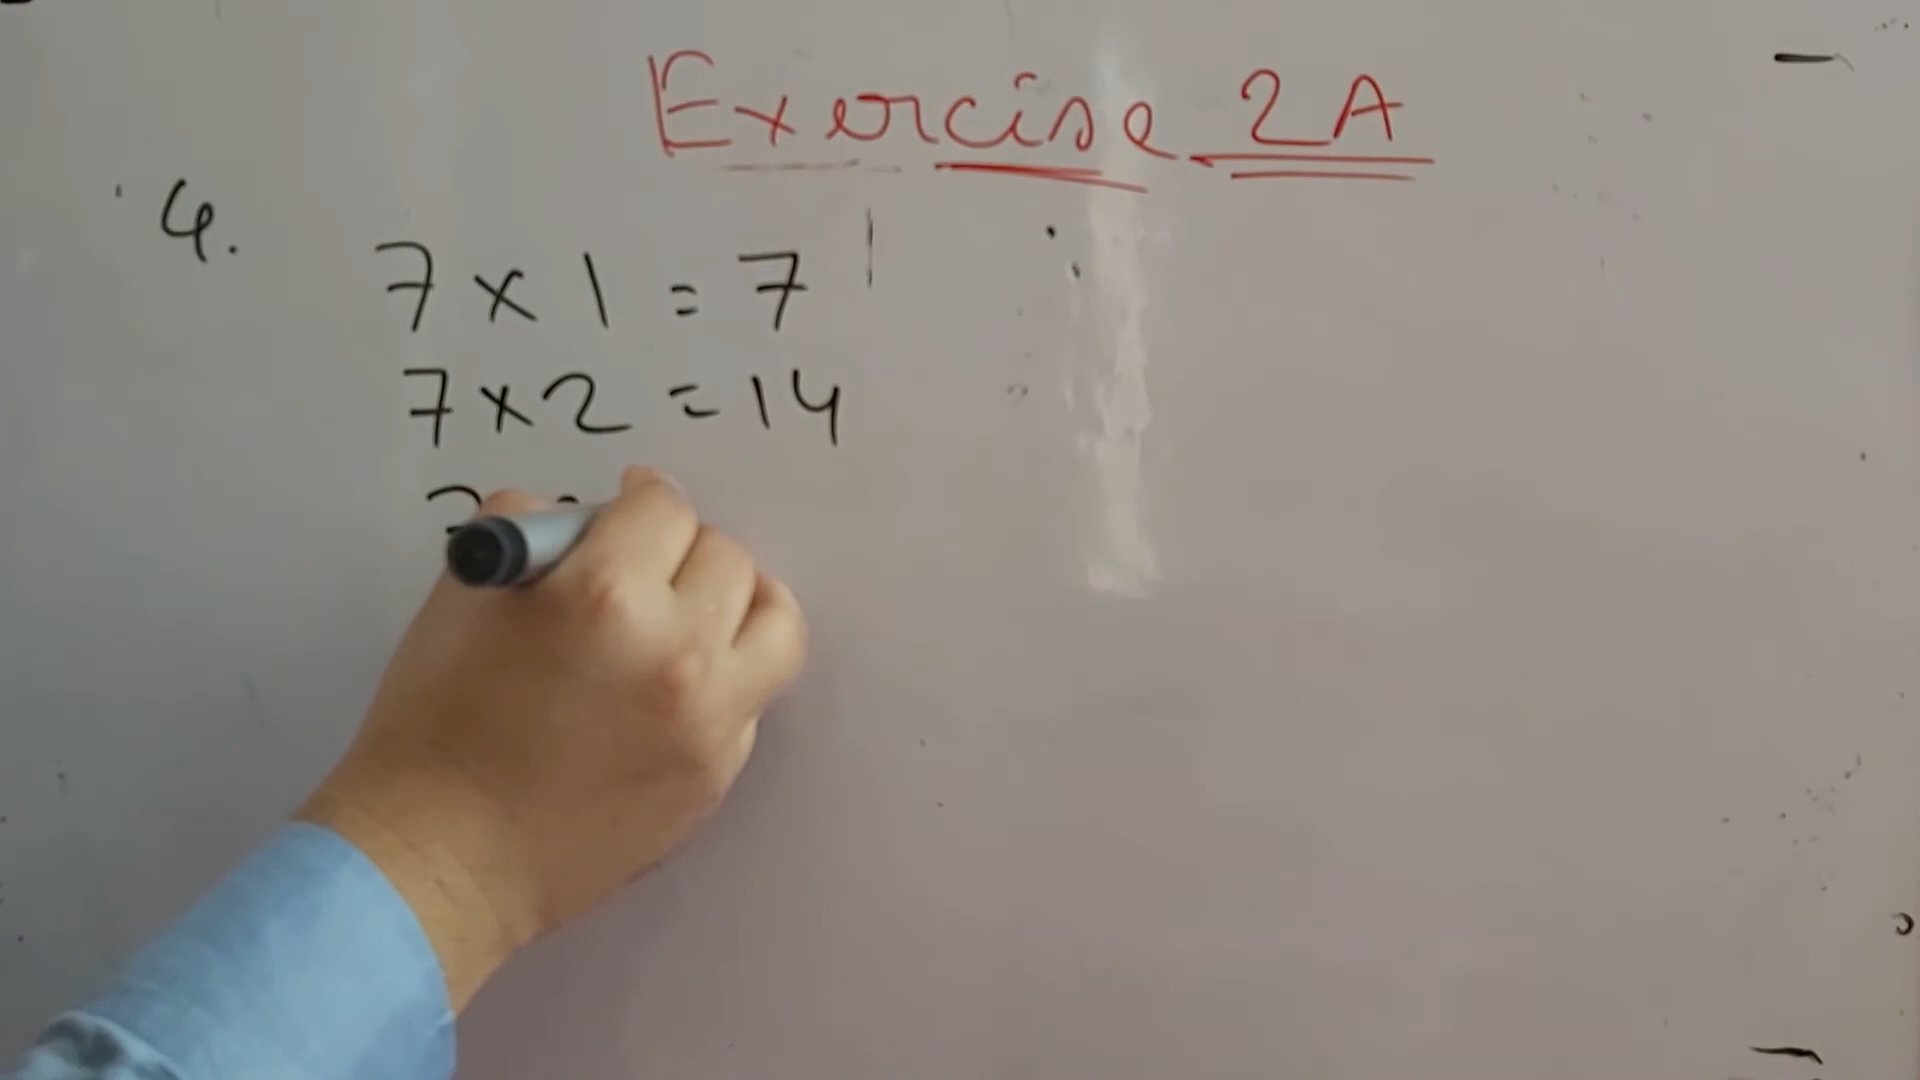 Exercise 2A
4.
7 × 1 = 7
7 × 2 = 14